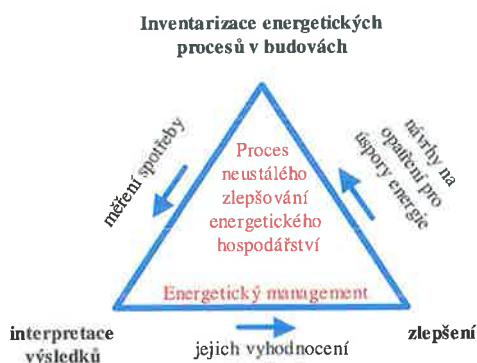 Inventarizace energetických
procesů v budovách
měření spotřeby
návrhy na
opatření pro
úspory energie
Proces
neustálého
zlepšování
energetického
hospodářství
Energetický management
interpretace
výsledků
jejich vyhodnocení
zlepšení